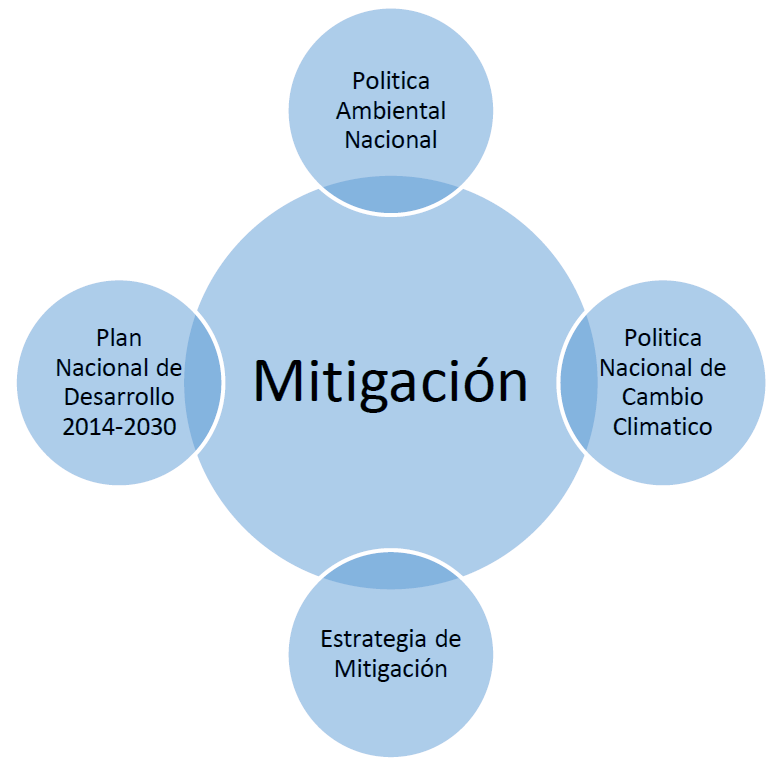 Politica
Ambiental
Nacional
Plan
Nacional de
Desarrollo
2014-2030
Mitigación
Politica
Nacional de
Cambio
Climatico
Estrategia de
Mitigación